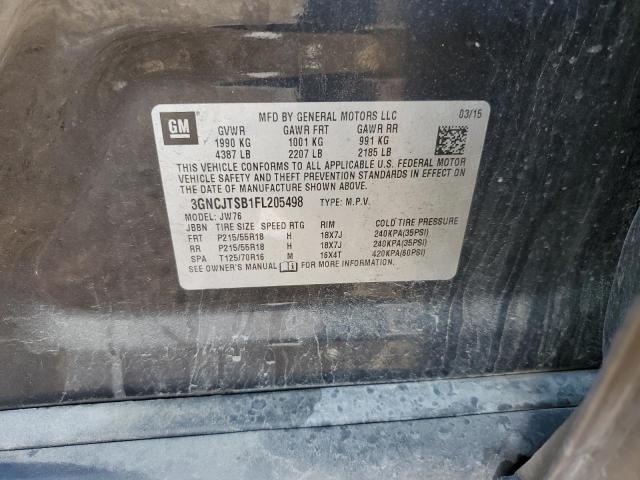 GM
MFD BY GENERAL MOTORS LLC 03/15
GVWR GAWR FRT GAWR RR
1990 KG 1001 KG 991 KG
4387 LB 2207 LB 2185 LB
THIS VEHICLE CONFORMS TO ALL APPLICABLE U.S. FEDERAL MOTOR
VEHICLE SAFETY AND THEFT PREVENTION STANDARDS IN EFFECT
ON THE DATE OF MANUFACTURE SHOWN ABOVE.
3GNCJTSB1FL205498 TYPE: M.P.V.
MODEL: JW76
JBBN TIRE SIZE SPEED RTG RIM COLD TIRE PRESSURE
FRT P215/55R18 H 18X7J 240KPA(35PSI)
RR P215/55R18 H 18X7J 240KPA(35PSI)
SPA T125/70R16 M 16X4T 420KPA(60PSI)
SEE OWNER'S MANUAL FOR MORE INFORMATION.